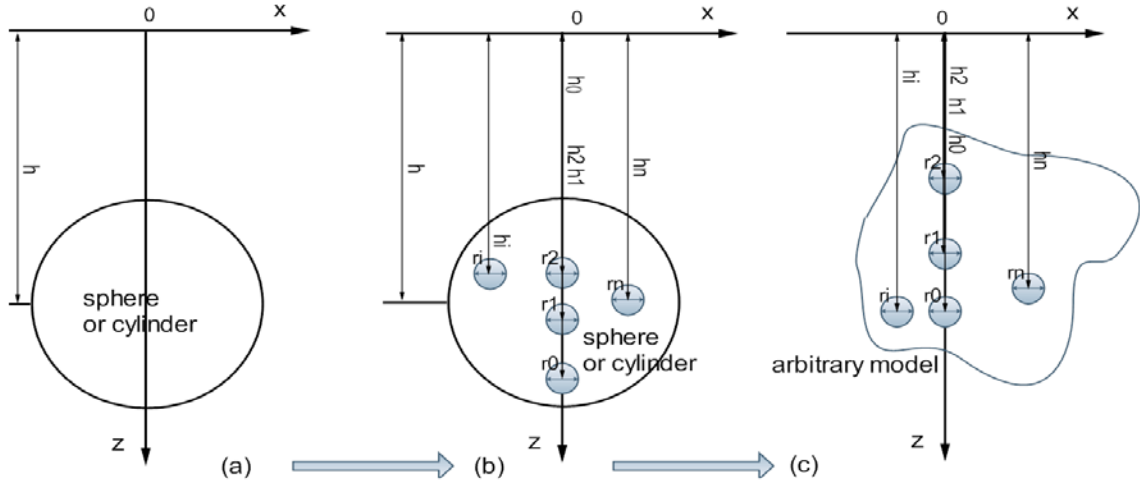 0
x
h
sphere
or cylinder
z
(a)
0
x
h
h0
h2 h1
hn
hi
ri
r2
rn
r1
sphere
or cylinder
r0
z
(b)
0
x
hi
h2
h1
h0
hn
r2
r1
ri
r0
rn
arbitrary model
z
(c)